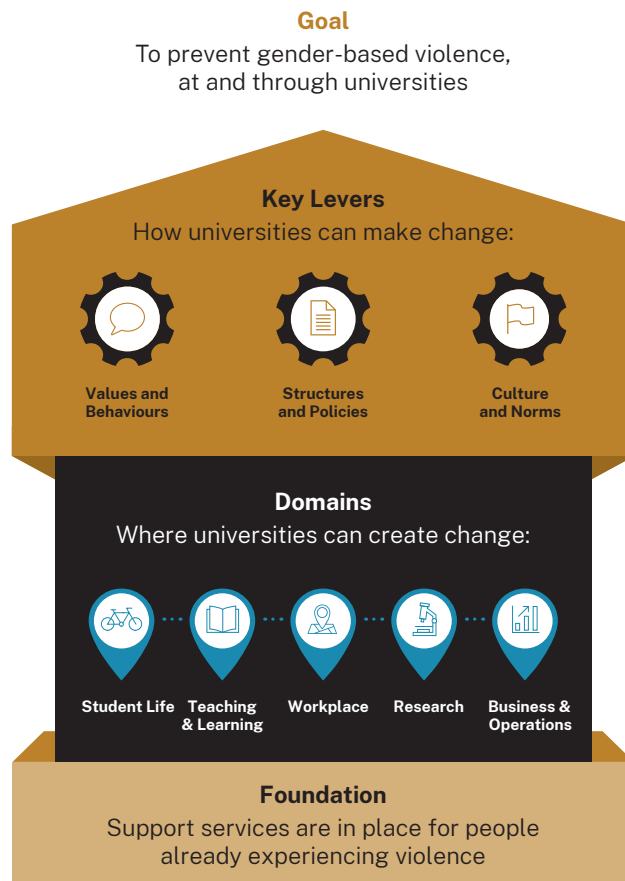 Goal
To prevent gender-based violence,
at and through universities
Key Levers
How universities can make change:
Values and
Behaviours
Structures
and Policies
Culture
and Norms
Domains
Where universities can create change:
Student Life
Teaching
& Learning
Workplace
Research
Business &
Operations
Foundation
Support services are in place for people
already experiencing violence